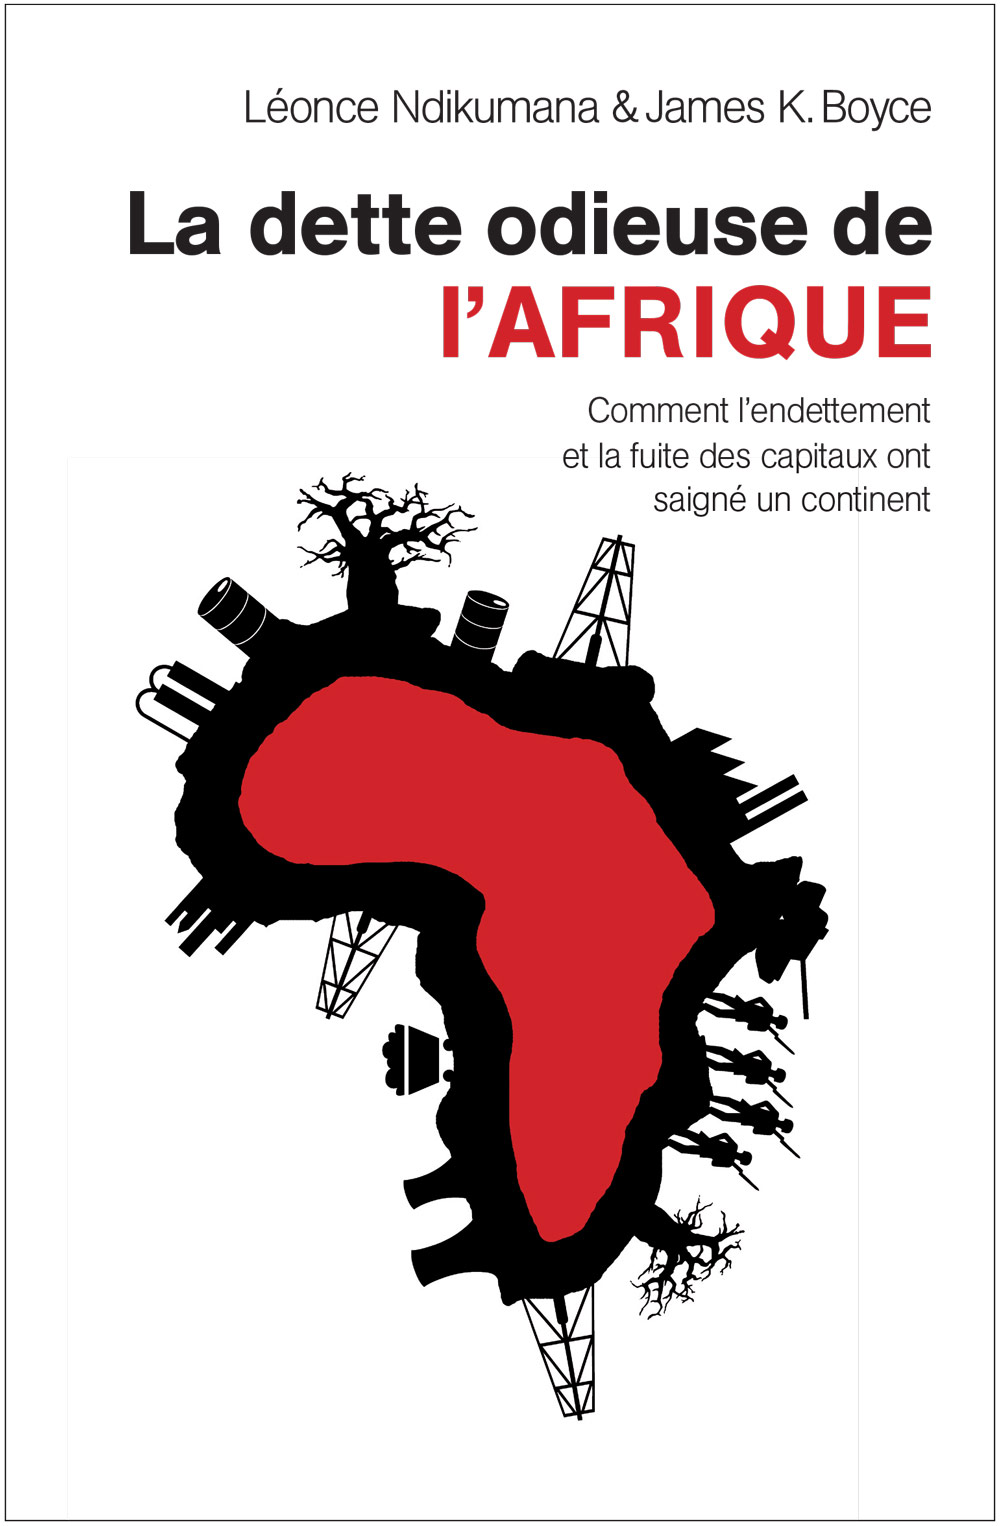 Léonce Ndikumana & James K. Boyce
La dette odieuse de
l'AFRIQUE
Comment l'endettement
et la fuite des capitaux ont
saigné un continent